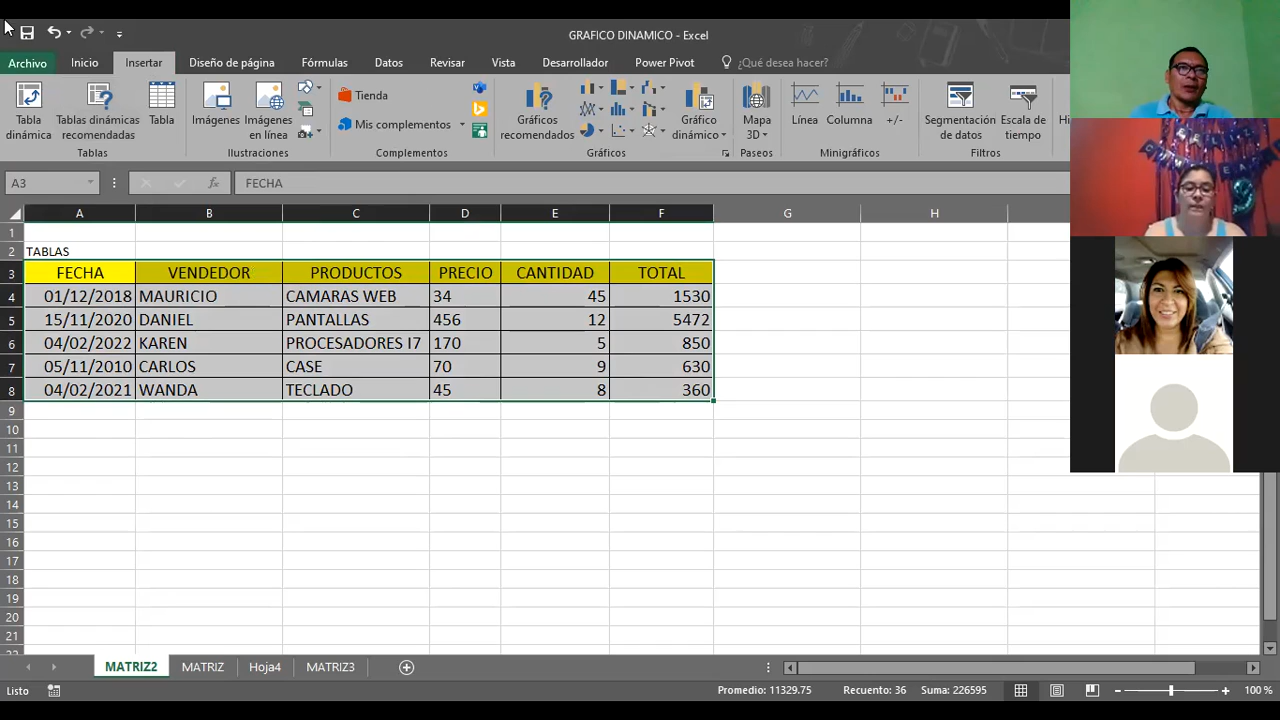 GRAFICO DINAMICO - Excel
Archivo Inicio Insertar Diseño de página Fórmulas Datos Revisar Vista Desarrollador Power Pivot ¿Qué desea hacer?
Tabla dinámica
Tablas dinámicas recomendadas
Tabla
Imágenes
Imágenes en línea
Tienda
Mis complementos
Gráficos recomendados
Gráfico dinámico
Mapa 3D
Línea
Columna
+/-
Segmentación de datos
Escala de tiempo
Tablas Ilustraciones Complementos Gráficos Paseos Minigráficos Filtros
A3 fx FECHA
A B C D E F G H
1
2 TABLAS
3 FECHA VENDEDOR PRODUCTOS PRECIO CANTIDAD TOTAL
4 01/12/2018 MAURICIO CAMARAS WEB 34 45 1530
5 15/11/2020 DANIEL PANTALLAS 456 12 5472
6 04/02/2022 KAREN PROCESADORES I7 170 5 850
7 05/11/2010 CARLOS CASE 70 9 630
8 04/02/2021 WANDA TECLADO 45 8 360
9
10
11
12
13
14
15
16
17
18
19
20
21
MATRIZ2 MATRIZ Hoja4 MATRIZ3
Listo Promedio: 11329.75 Recuento: 36 Suma: 226595 100 %